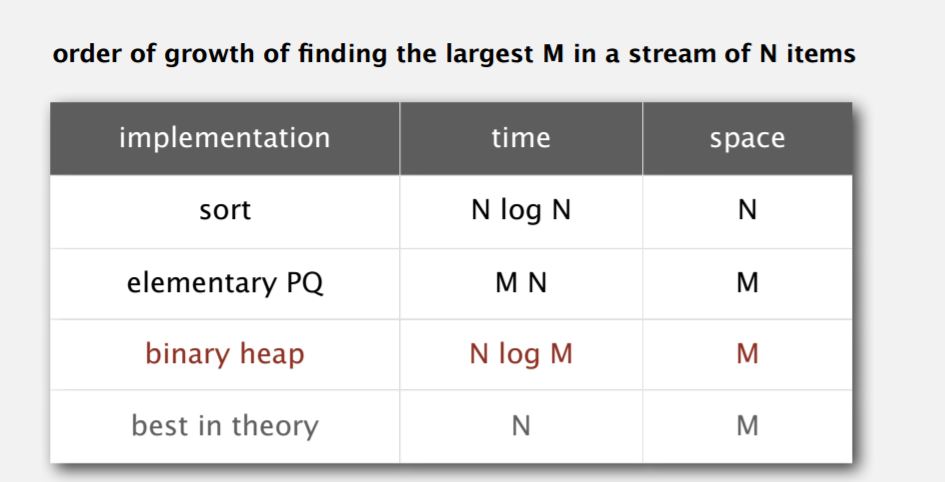 order of growth of finding the largest M in a stream of N items
implementation time space
sort N log N N
elementary PQ M N M
binary heap N log M M
best in theory N M